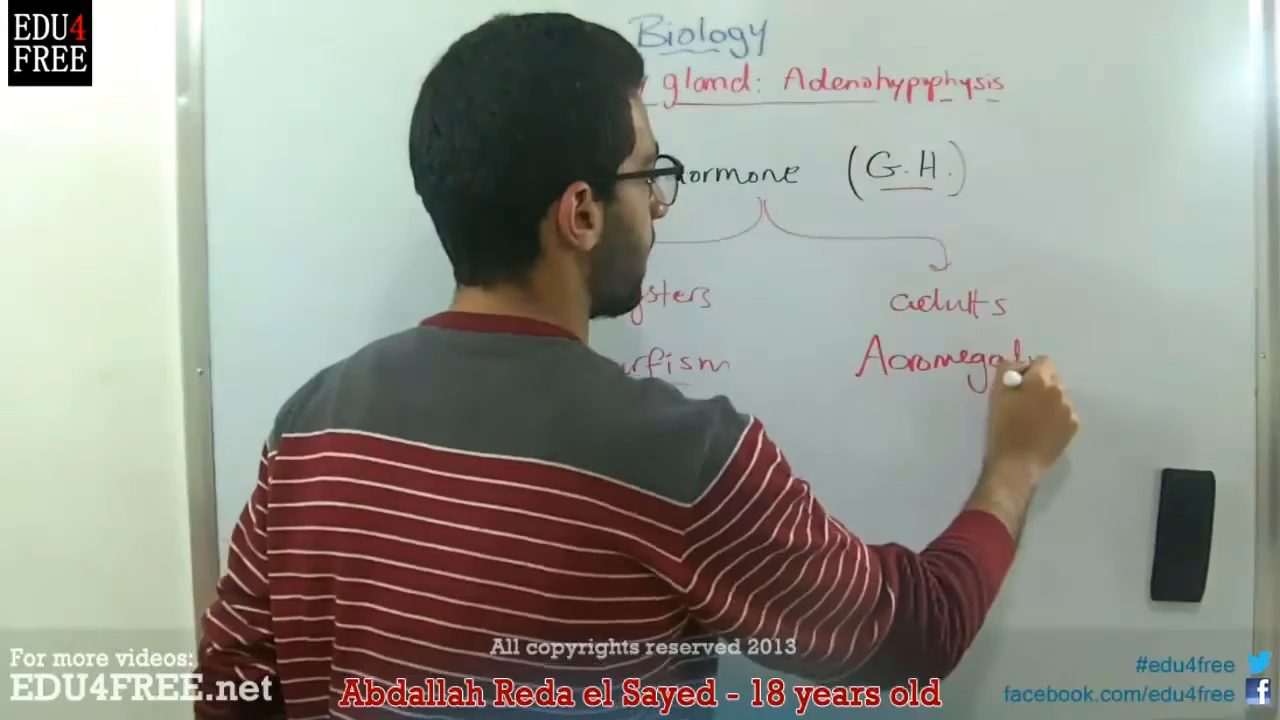 EDU4
FREE
Biology
gland: Adenohypophysis
ormone (G.H.)
sters
adults
rfism
Acromegaly
All copyrights reserved 2013
For more videos:
EDU4FREE.net
Abdallah Reda el Sayed - 18 years old
#edu4free
facebook.com/edu4free